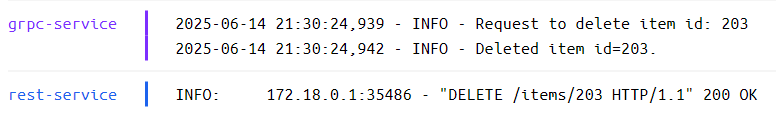 grpc-service 2025-06-14 21:30:24,939 - INFO - Request to delete item id: 203
2025-06-14 21:30:24,942 - INFO - Deleted item id=203.
rest-service INFO:     172.18.0.1:35486 - "DELETE /items/203 HTTP/1.1" 200 OK